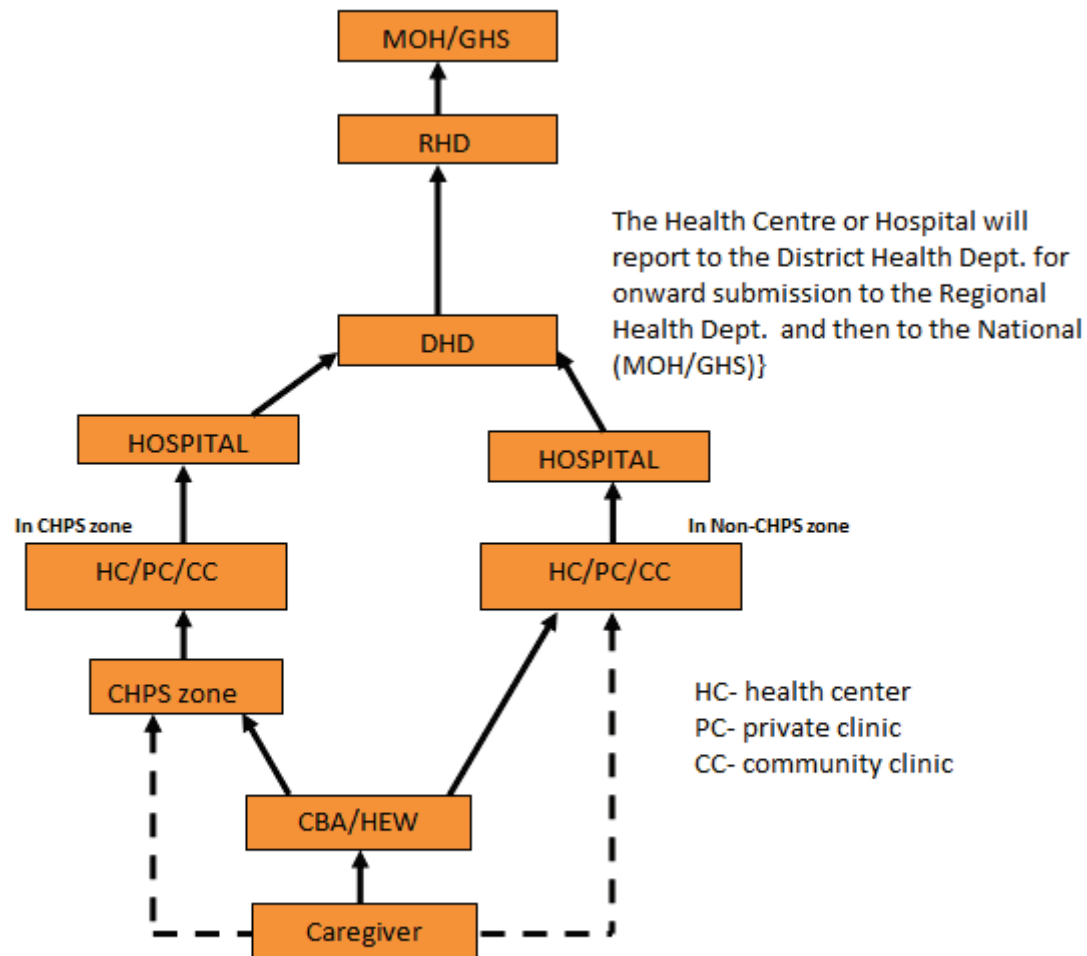 MOH/GHS
RHD
The Health Centre or Hospital will
report to the District Health Dept. for
onward submission to the Regional
Health Dept.  and then to the National
(MOH/GHS)}
DHD
HOSPITAL
HOSPITAL
In CHPS zone
In Non-CHPS zone
HC/PC/CC
HC/PC/CC
CHPS zone
HC- health center
PC- private clinic
CC- community clinic
CBA/HEW
Caregiver